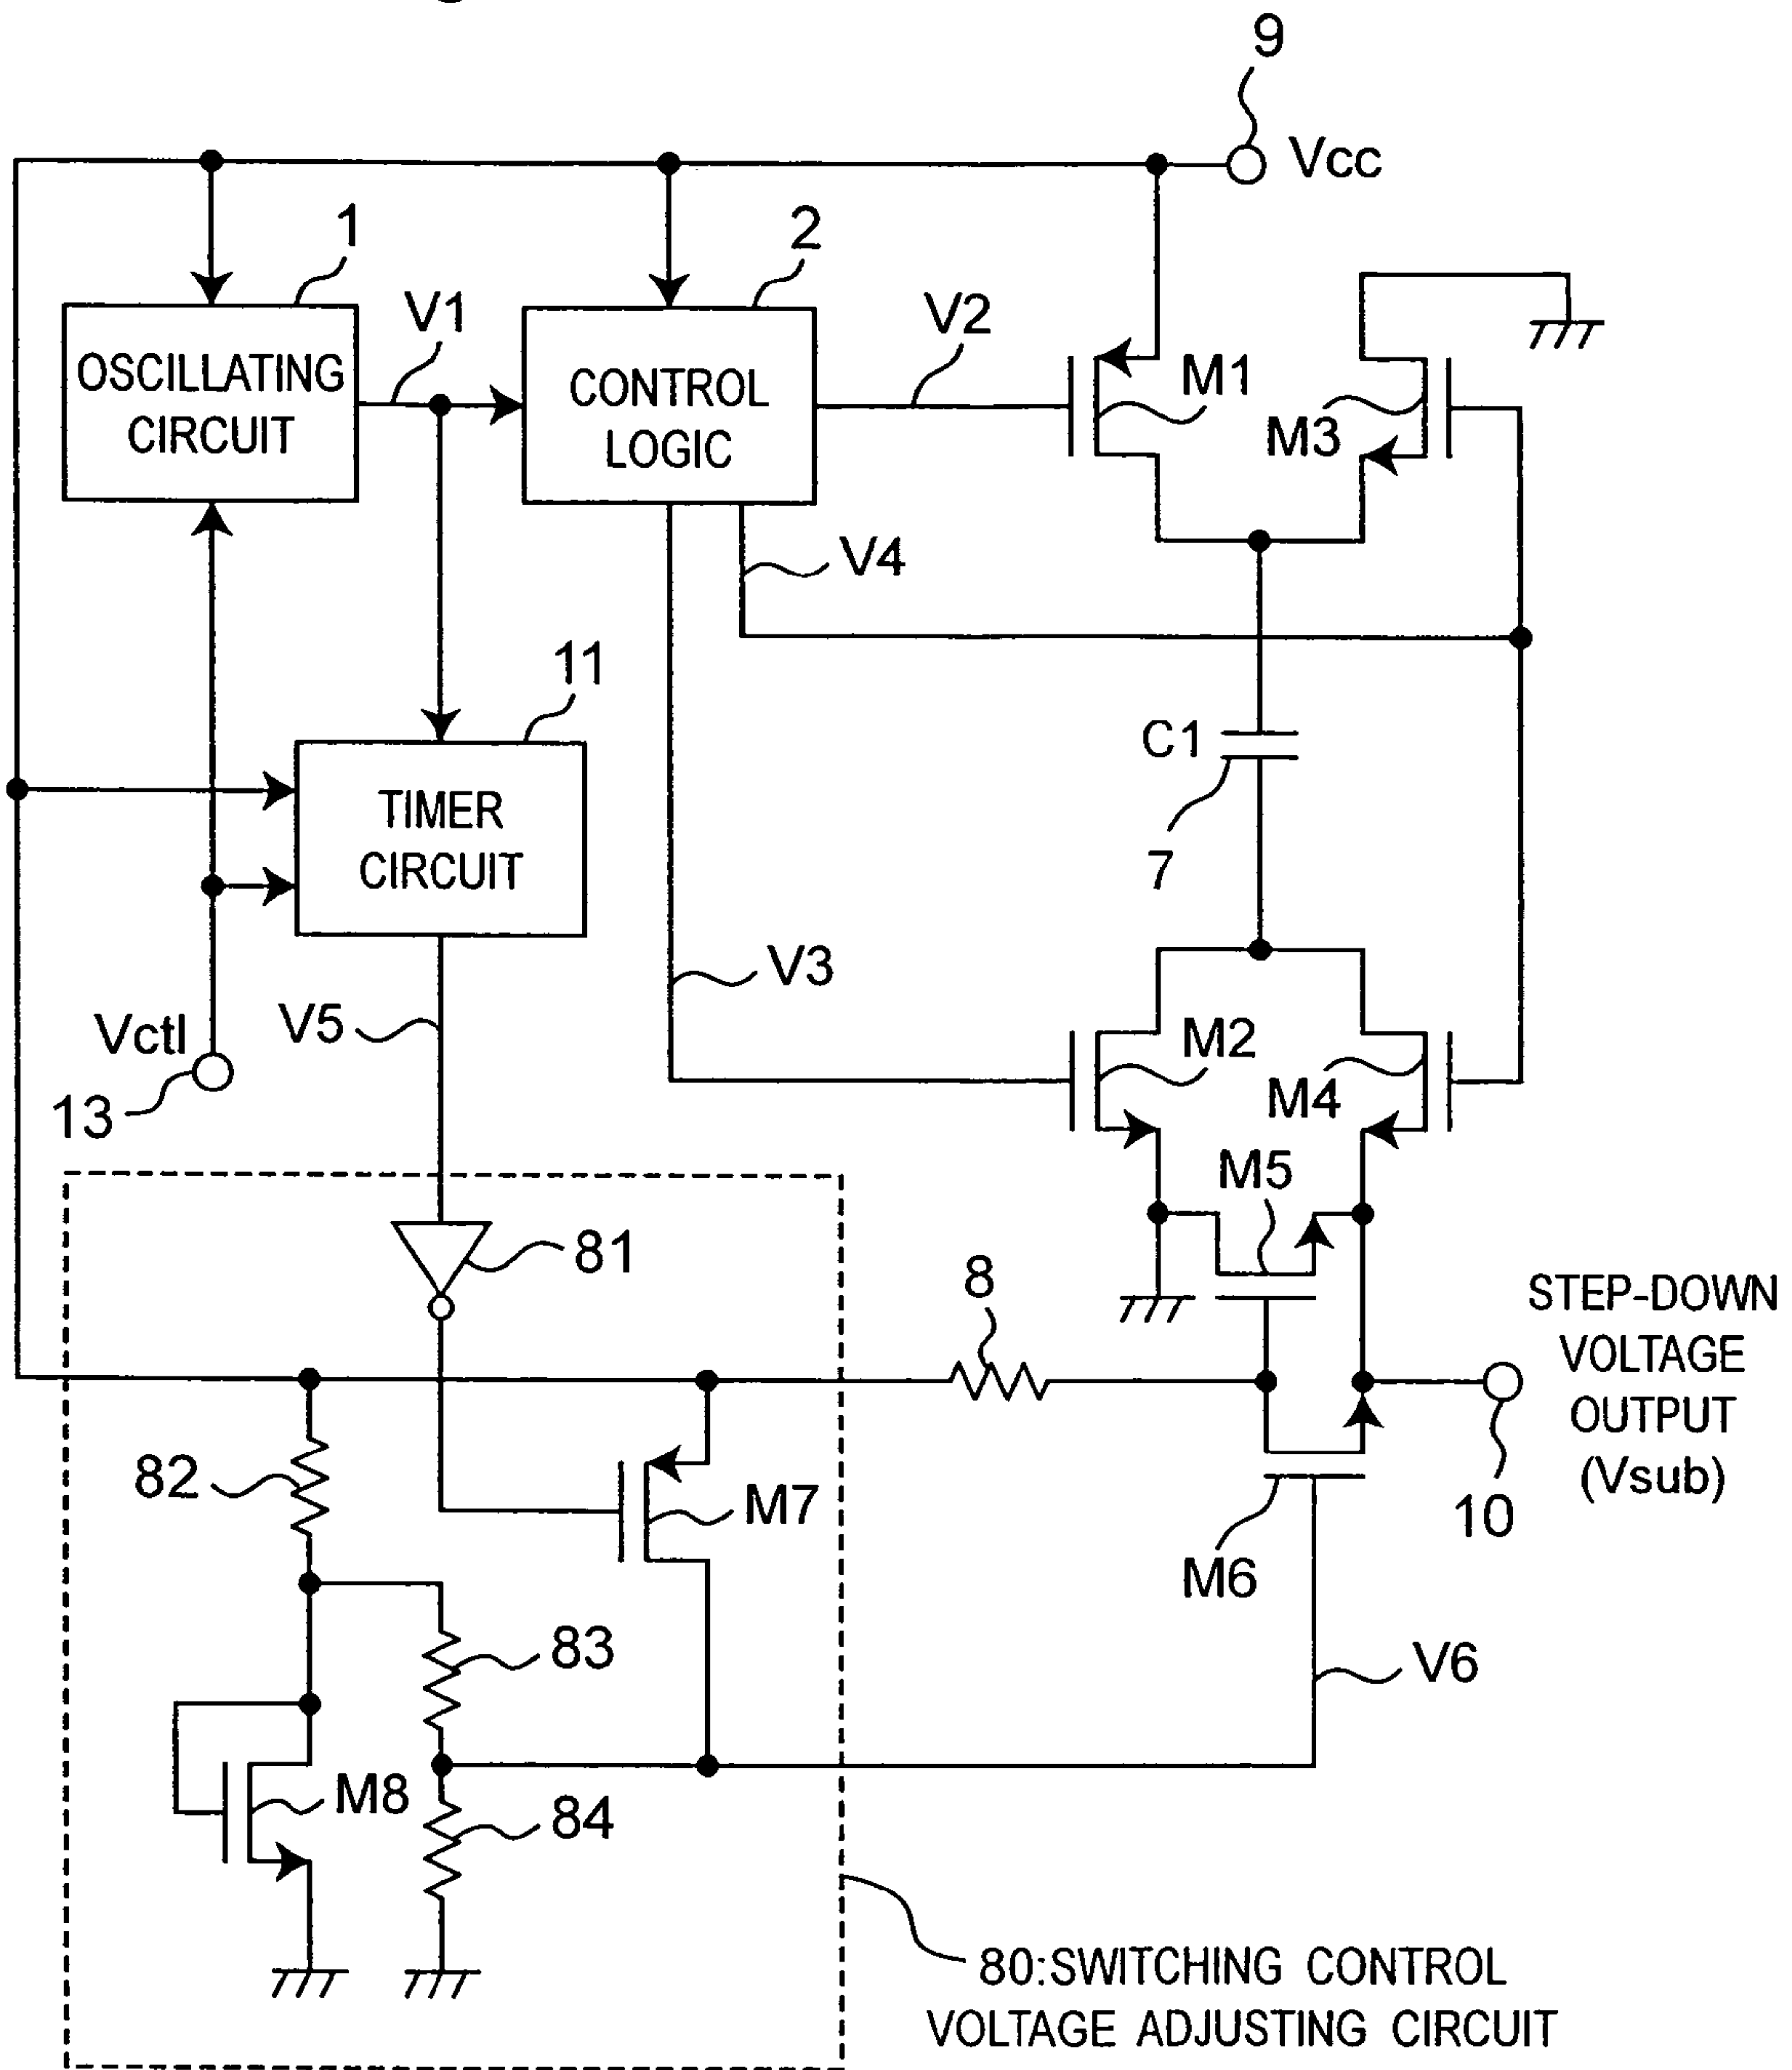 9
Vcc
1
2
V1
V2
OSCILLATING
CIRCUIT
CONTROL
LOGIC
M1
M3
V4
11
C1
7
TIMER
CIRCUIT
V3
V5
Vctl
13
M2
M4
M5
81
8
STEP-DOWN
VOLTAGE
OUTPUT
(Vsub)
10
82
M7
M6
83
V6
M8
84
80:SWITCHING CONTROL
VOLTAGE ADJUSTING CIRCUIT